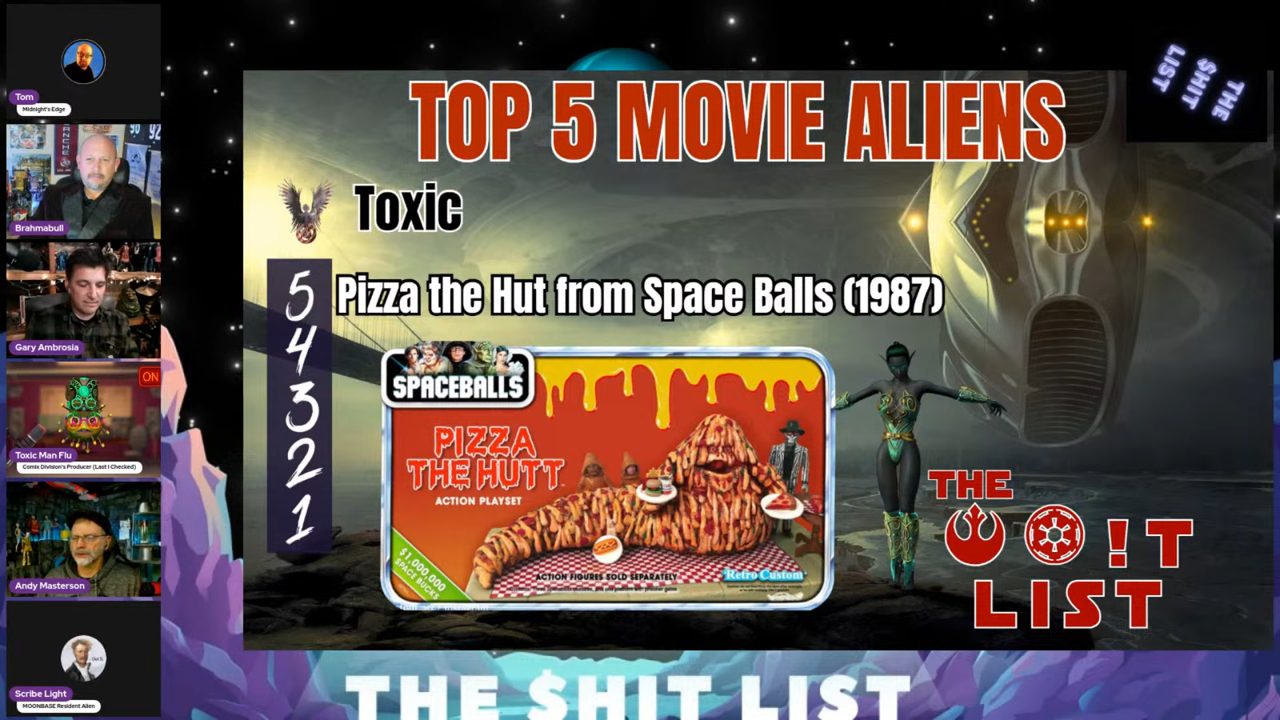 Tom
Midnight's Edge
Brahmabull
Gary Ambrosia
ON
Toxic Man Flu
Comix Division's Producer (Last I Checked)
Andy Masterson
Scribe Light
MOONBASE Resident Alien
THE
$HIT
LIST
TOP 5 MOVIE ALIENS
Toxic
5
Pizza the Hut from Space Balls (1987)
4
3
2
1
SPACEBALLS
PIZZA
THE HUTT
ACTION PLAYSET
$1,000,000
SPACE BUCKS
ACTION FIGURES SOLD SEPARATELY
Retro Custom
THE
!T
LIST
THE $HIT LIST